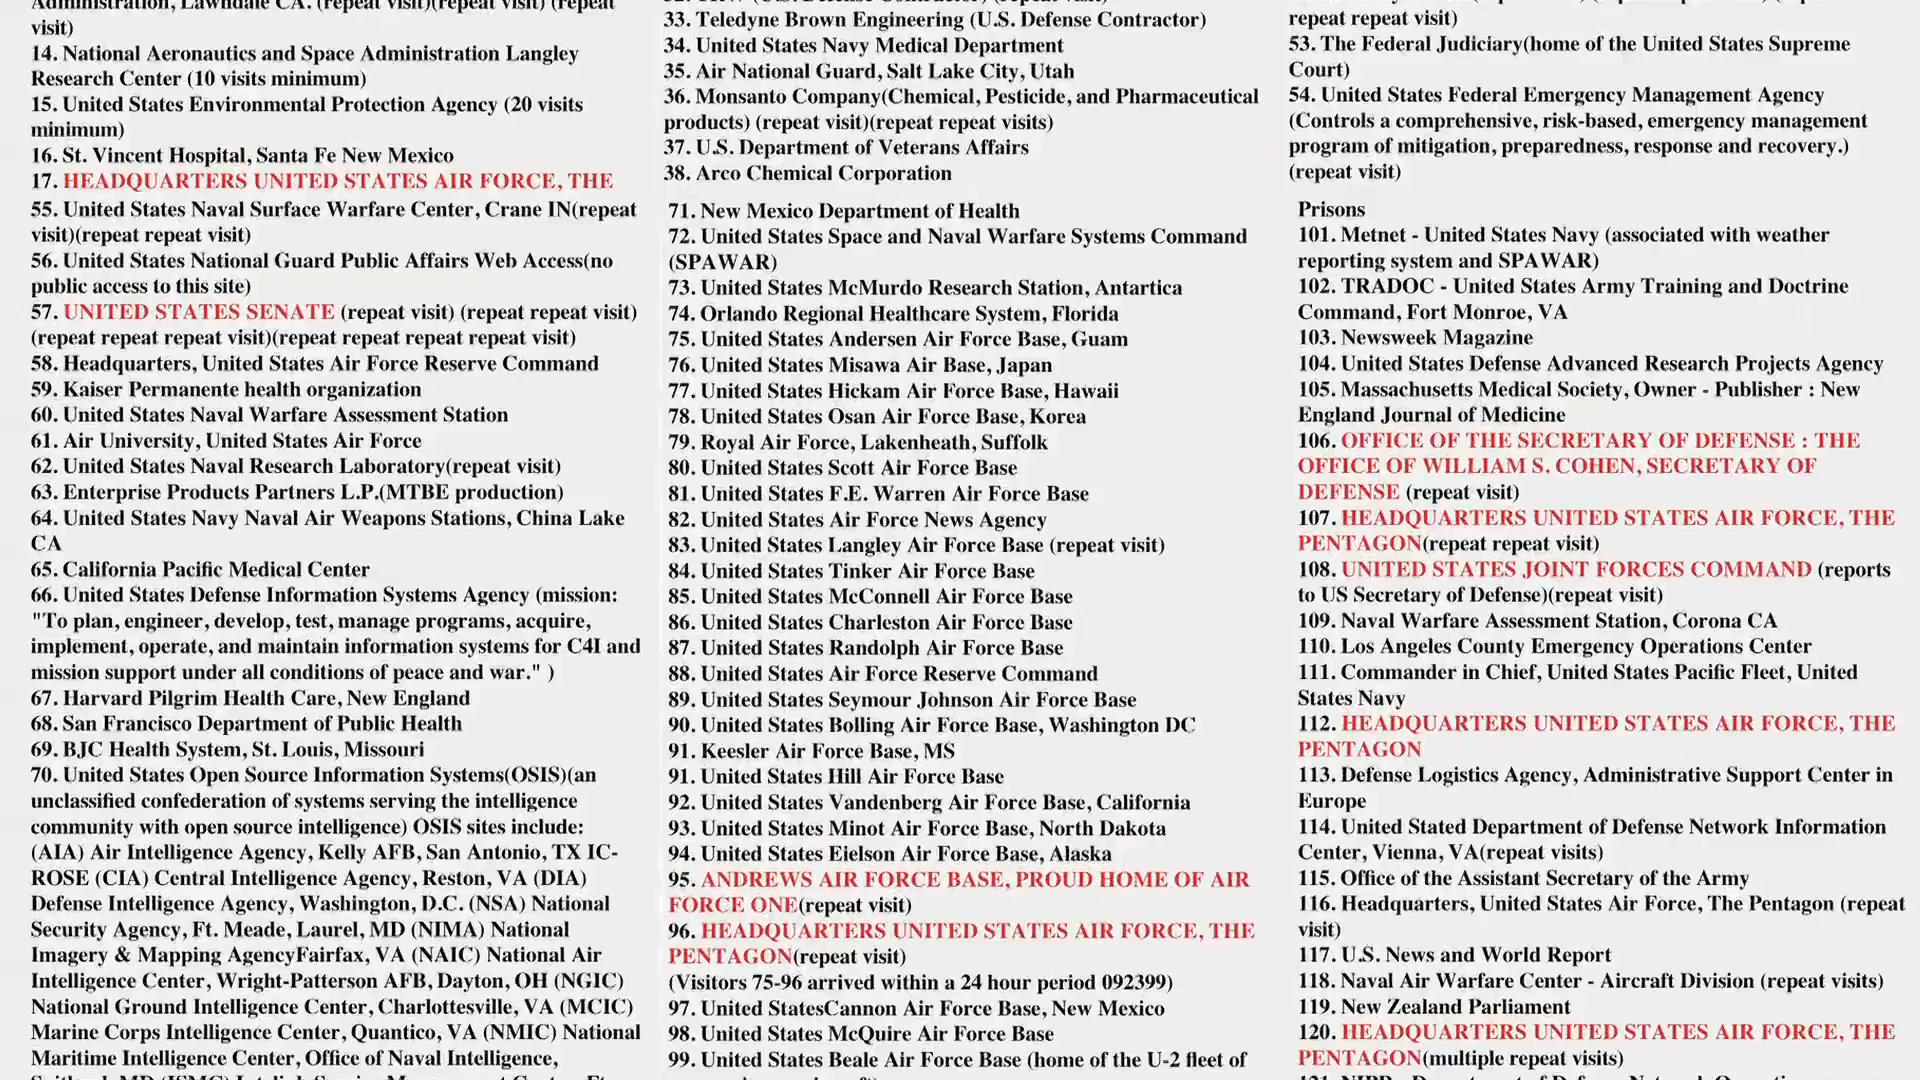 Administration, Lawndale CA. (repeat visit)(repeat visit) (repeat
visit)
14. National Aeronautics and Space Administration Langley
Research Center (10 visits minimum)
15. United States Environmental Protection Agency (20 visits
minimum)
16. St. Vincent Hospital, Santa Fe New Mexico
17. HEADQUARTERS UNITED STATES AIR FORCE, THE
33. Teledyne Brown Engineering (U.S. Defense Contractor)
34. United States Navy Medical Department
35. Air National Guard, Salt Lake City, Utah
36. Monsanto Company(Chemical, Pesticide, and Pharmaceutical
products) (repeat visit)(repeat repeat visits)
37. U.S. Department of Veterans Affairs
38. Arco Chemical Corporation
repeat repeat visit)
53. The Federal Judiciary(home of the United States Supreme
Court)
54. United States Federal Emergency Management Agency
(Controls a comprehensive, risk-based, emergency management
program of mitigation, preparedness, response and recovery.)
(repeat visit)
55. United States Naval Surface Warfare Center, Crane IN(repeat
visit)(repeat repeat visit)
56. United States National Guard Public Affairs Web Access(no
public access to this site)
57. UNITED STATES SENATE (repeat visit) (repeat repeat visit)
(repeat repeat repeat visit)(repeat repeat repeat repeat visit)
58. Headquarters, United States Air Force Reserve Command
59. Kaiser Permanente health organization
60. United States Naval Warfare Assessment Station
61. Air University, United States Air Force
62. United States Naval Research Laboratory(repeat visit)
63. Enterprise Products Partners L.P.(MTBE production)
64. United States Navy Naval Air Weapons Stations, China Lake
CA
65. California Pacific Medical Center
66. United States Defense Information Systems Agency (mission:
"To plan, engineer, develop, test, manage programs, acquire,
implement, operate, and maintain information systems for C4I and
mission support under all conditions of peace and war." )
67. Harvard Pilgrim Health Care, New England
68. San Francisco Department of Public Health
69. BJC Health System, St. Louis, Missouri
70. United States Open Source Information Systems(OSIS)(an
unclassified confederation of systems serving the intelligence
community with open source intelligence) OSIS sites include:
(AIA) Air Intelligence Agency, Kelly AFB, San Antonio, TX IC-
ROSE (CIA) Central Intelligence Agency, Reston, VA (DIA)
Defense Intelligence Agency, Washington, D.C. (NSA) National
Security Agency, Ft. Meade, Laurel, MD (NIMA) National
Imagery & Mapping AgencyFairfax, VA (NAIC) National Air
Intelligence Center, Wright-Patterson AFB, Dayton, OH (NGIC)
National Ground Intelligence Center, Charlottesville, VA (MCIC)
Marine Corps Intelligence Center, Quantico, VA (NMIC) National
Maritime Intelligence Center, Office of Naval Intelligence,
71. New Mexico Department of Health
72. United States Space and Naval Warfare Systems Command
(SPAWAR)
73. United States McMurdo Research Station, Antartica
74. Orlando Regional Healthcare System, Florida
75. United States Andersen Air Force Base, Guam
76. United States Misawa Air Base, Japan
77. United States Hickam Air Force Base, Hawaii
78. United States Osan Air Force Base, Korea
79. Royal Air Force, Lakenheath, Suffolk
80. United States Scott Air Force Base
81. United States F.E. Warren Air Force Base
82. United States Air Force News Agency
83. United States Langley Air Force Base (repeat visit)
84. United States Tinker Air Force Base
85. United States McConnell Air Force Base
86. United States Charleston Air Force Base
87. United States Randolph Air Force Base
88. United States Air Force Reserve Command
89. United States Seymour Johnson Air Force Base
90. United States Bolling Air Force Base, Washington DC
91. Keesler Air Force Base, MS
91. United States Hill Air Force Base
92. United States Vandenberg Air Force Base, California
93. United States Minot Air Force Base, North Dakota
94. United States Eielson Air Force Base, Alaska
95. ANDREWS AIR FORCE BASE, PROUD HOME OF AIR
FORCE ONE(repeat visit)
96. HEADQUARTERS UNITED STATES AIR FORCE, THE
PENTAGON(repeat visit)
(Visitors 75-96 arrived within a 24 hour period 092399)
97. United StatesCannon Air Force Base, New Mexico
98. United States McQuire Air Force Base
99. United States Beale Air Force Base (home of the U-2 fleet of
Prisons
101. Metnet - United States Navy (associated with weather
reporting system and SPAWAR)
102. TRADOC - United States Army Training and Doctrine
Command, Fort Monroe, VA
103. Newsweek Magazine
104. United States Defense Advanced Research Projects Agency
105. Massachusetts Medical Society, Owner - Publisher : New
England Journal of Medicine
106. OFFICE OF THE SECRETARY OF DEFENSE : THE
OFFICE OF WILLIAM S. COHEN, SECRETARY OF
DEFENSE (repeat visit)
107. HEADQUARTERS UNITED STATES AIR FORCE, THE
PENTAGON(repeat repeat visit)
108. UNITED STATES JOINT FORCES COMMAND (reports
to US Secretary of Defense)(repeat visit)
109. Naval Warfare Assessment Station, Corona CA
110. Los Angeles County Emergency Operations Center
111. Commander in Chief, United States Pacific Fleet, United
States Navy
112. HEADQUARTERS UNITED STATES AIR FORCE, THE
PENTAGON
113. Defense Logistics Agency, Administrative Support Center in
Europe
114. United Stated Department of Defense Network Information
Center, Vienna, VA(repeat visits)
115. Office of the Assistant Secretary of the Army
116. Headquarters, United States Air Force, The Pentagon (repeat
visit)
117. U.S. News and World Report
118. Naval Air Warfare Center - Aircraft Division (repeat visits)
119. New Zealand Parliament
120. HEADQUARTERS UNITED STATES AIR FORCE, THE
PENTAGON(multiple repeat visits)